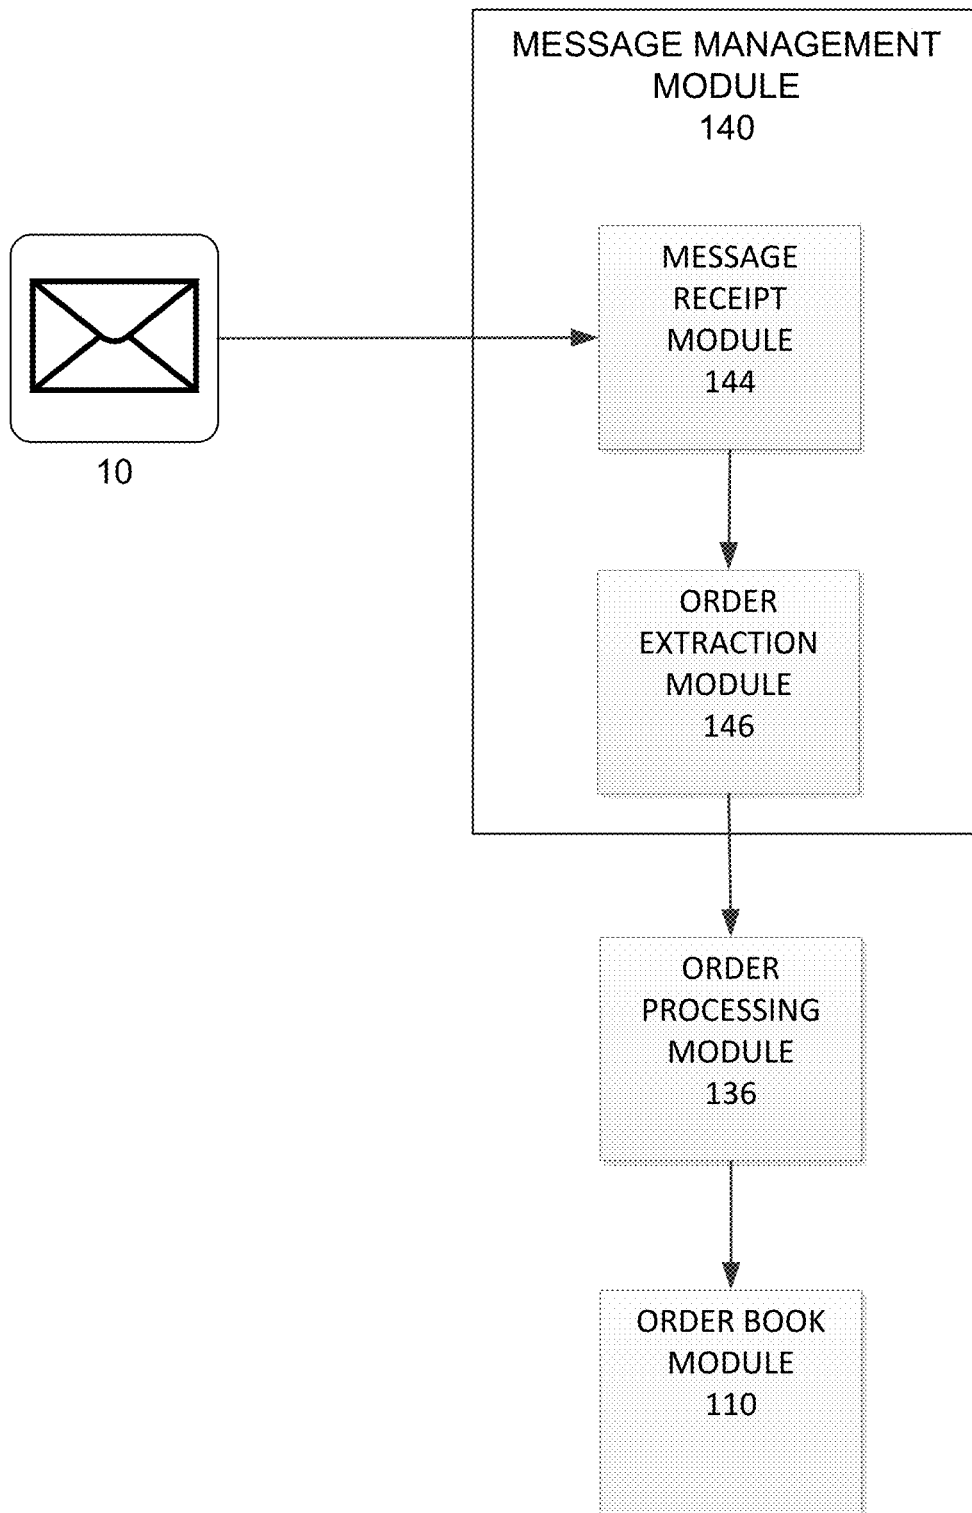 MESSAGE MANAGEMENT
MODULE
140
MESSAGE
RECEIPT
MODULE
144
10
ORDER
EXTRACTION
MODULE
146
ORDER
PROCESSING
MODULE
136
ORDER BOOK
MODULE
110